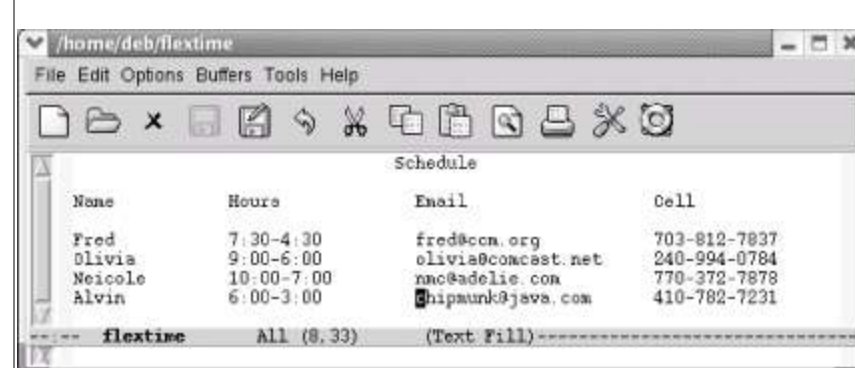 /home/deb/flextime
File Edit Options Buffers Tools Help
Schedule
Name Hours Email Cell
Fred 7:30-4:30 fred@ccm.org 703-812-7837
Olivia 9:00-6:00 olivia@comcast.net 240-994-0784
Neicole 10:00-7:00 nmc@adelie.com 770-372-7878
Alvin 6:00-3:00 chipmunk@java.com 410-782-7231
--:-- flextime All (8,33) (Text Fill)----------------------------------